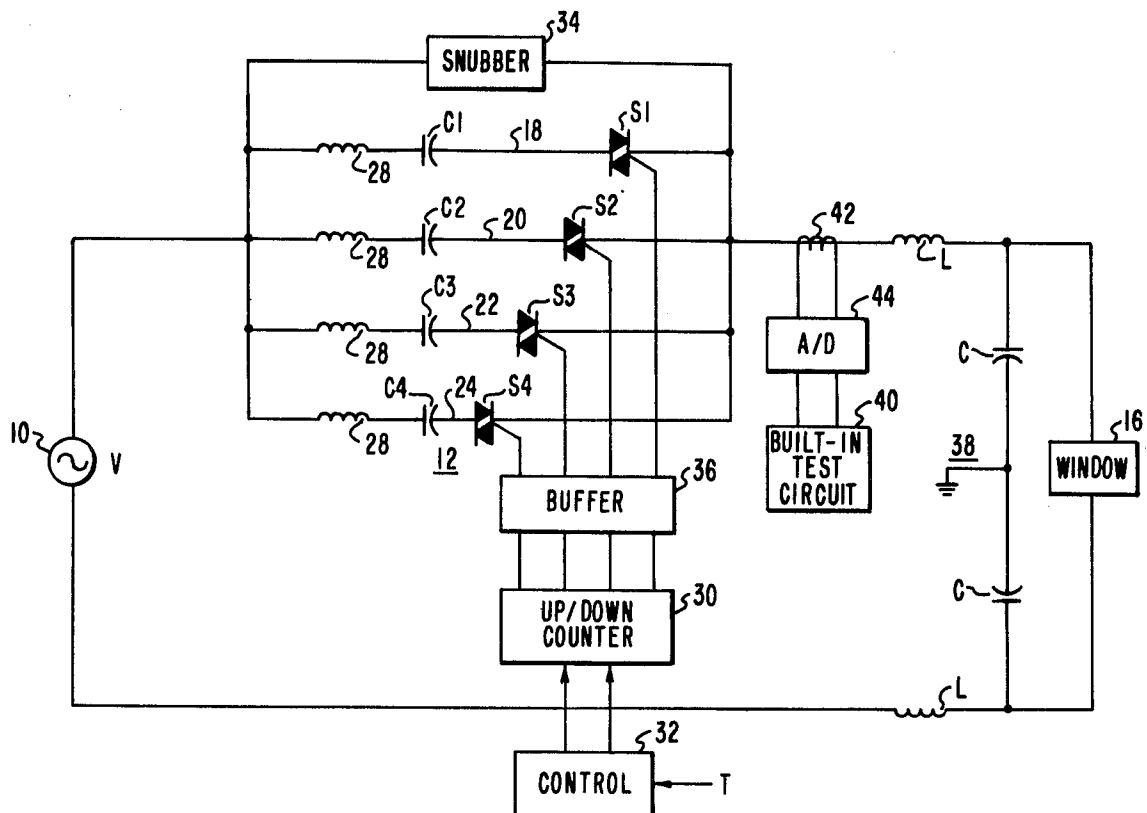 34
SNUBBER
C1
18
S1
28
C2
20
S2
42
28
L
C3
22
S3
44
A/D
28
C
C4
24
S4
40
10
V
28
12
BUILT-IN
TEST
CIRCUIT
38
16
WINDOW
36
BUFFER
30
UP/DOWN
COUNTER
C
L
32
CONTROL
T